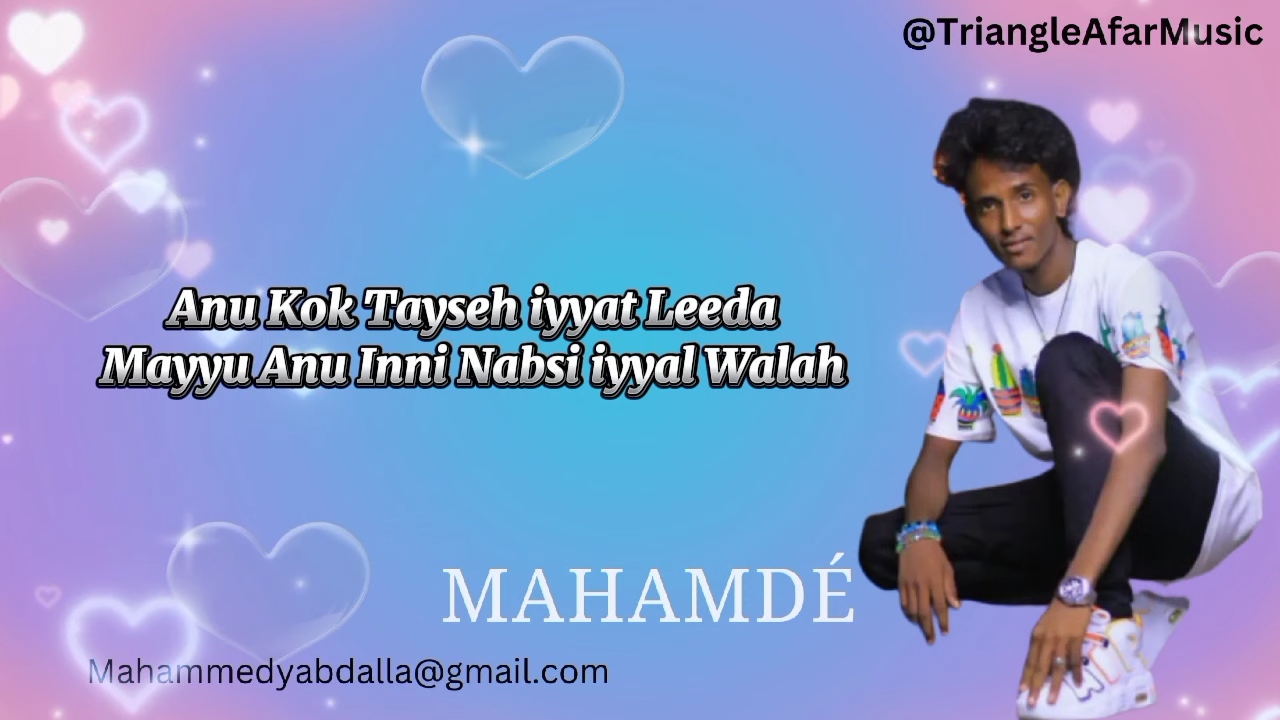 @TriangleAfarMusic
Anu Kok Tayseh iyyat Leeda
Mayyu Anu Inni Nabsi iyyal Walah
MAHAMDÉ
Mahammedyabdalla@gmail.com